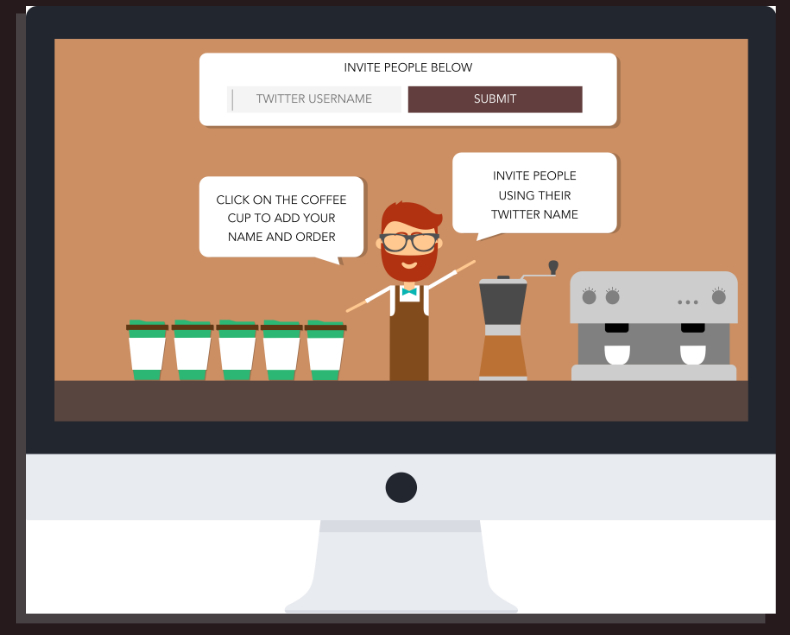 INVITE PEOPLE BELOW
TWITTER USERNAME
SUBMIT
CLICK ON THE COFFEE
CUP TO ADD YOUR
NAME AND ORDER
INVITE PEOPLE
USING THEIR
TWITTER NAME